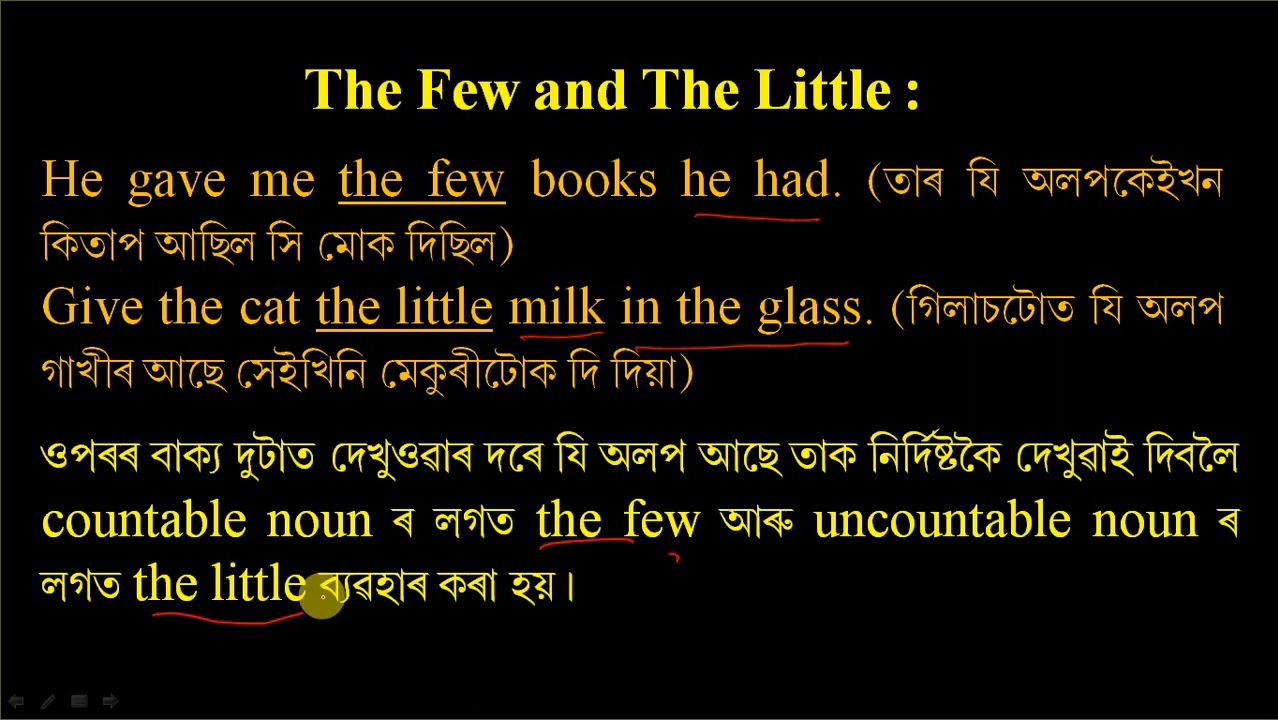 The Few and The Little :
He gave me the few books he had. (তাৰ যি অলপকেইখন
কিতাপ আছিল সি মোক দিছিল)
Give the cat the little milk in the glass. (গিলাচটোত যি অলপ
গাখীৰ আছে সেইখিনি মেকুৰীটোক দি দিয়া)
ওপৰৰ বাক্য দুটাত দেখুওৱাৰ দৰে যি অলপ আছে তাক নিৰ্দিষ্টকৈ দেখুৱাই দিবলৈ
countable noun ৰ লগত the few আৰু uncountable noun ৰ
লগত the little ব্যৱহাৰ কৰা হয়।